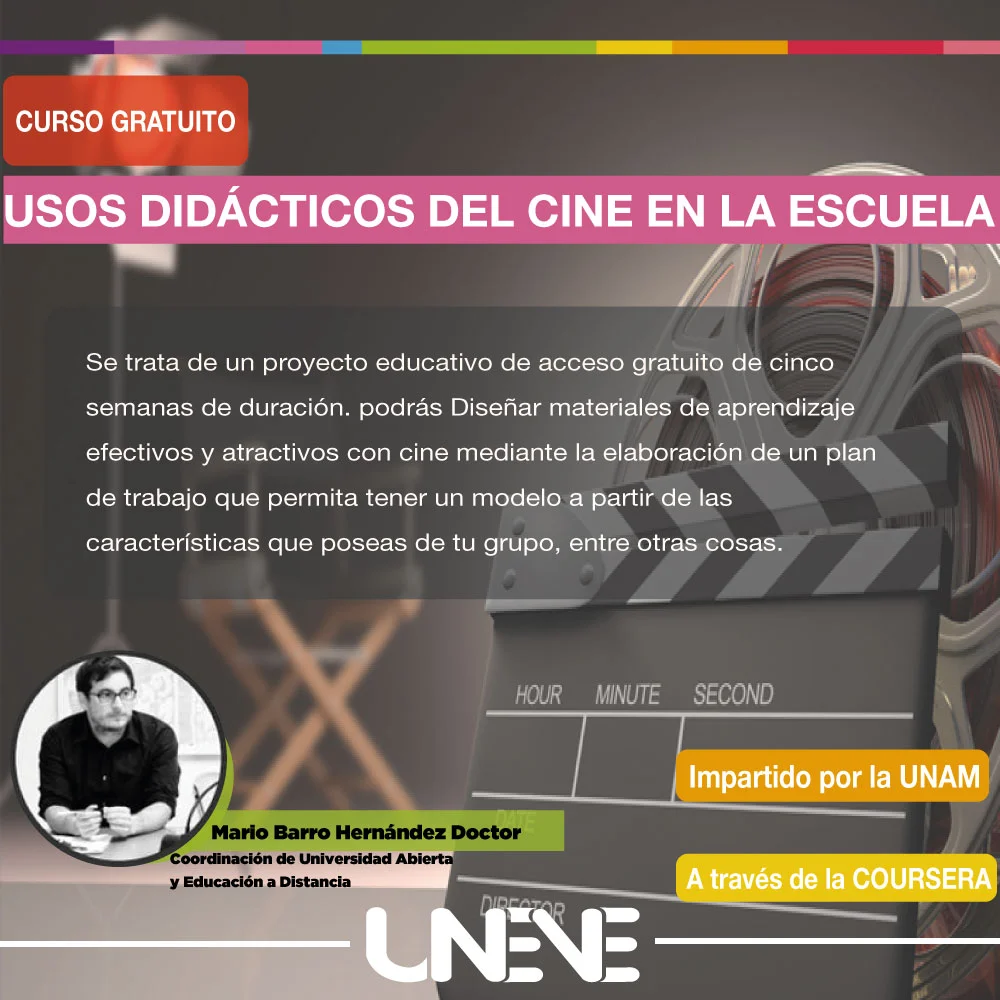 CURSO GRATUITO
USOS DIDÁCTICOS DEL CINE EN LA ESCUELA
Se trata de un proyecto educativo de acceso gratuito de cinco
semanas de duración. podrás Diseñar materiales de aprendizaje
efectivos y atractivos con cine mediante la elaboración de un plan
de trabajo que permita tener un modelo a partir de las
características que poseas de tu grupo, entre otras cosas.
HOUR MINUTE SECOND
Impartido por la UNAM
DATE
Mario Barro Hernández Doctor
Coordinación de Universidad Abierta
y Educación a Distancia
A través de la COURSERA
DIRECTOR
UNEVE